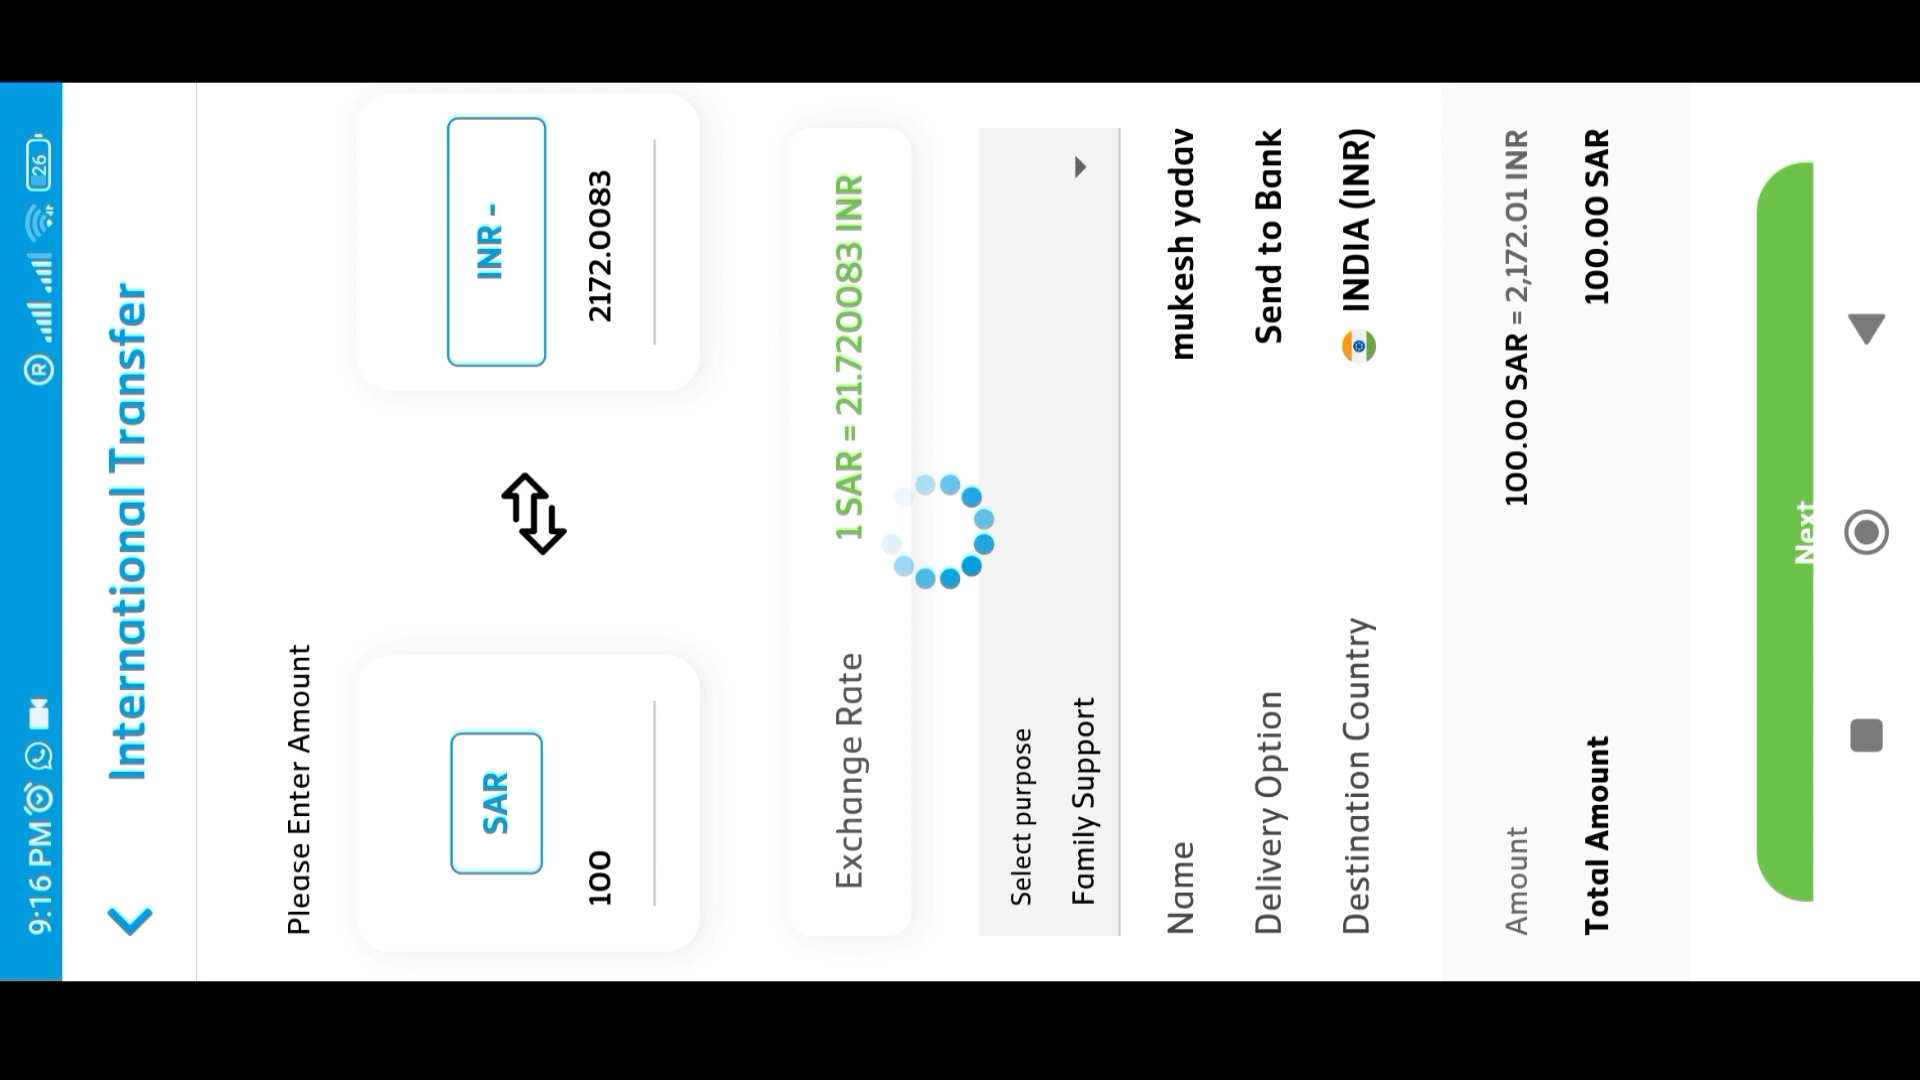 9:16 PM
R
26
International Transfer
Please Enter Amount
SAR
INR -
100
2172.0083
Exchange Rate
1 SAR = 21.720083 INR
Select purpose
Family Support
Name
mukesh yadav
Delivery Option
Send to Bank
Destination Country
INDIA (INR)
Amount
100.00 SAR = 2,172.01 INR
Total Amount
100.00 SAR
Next